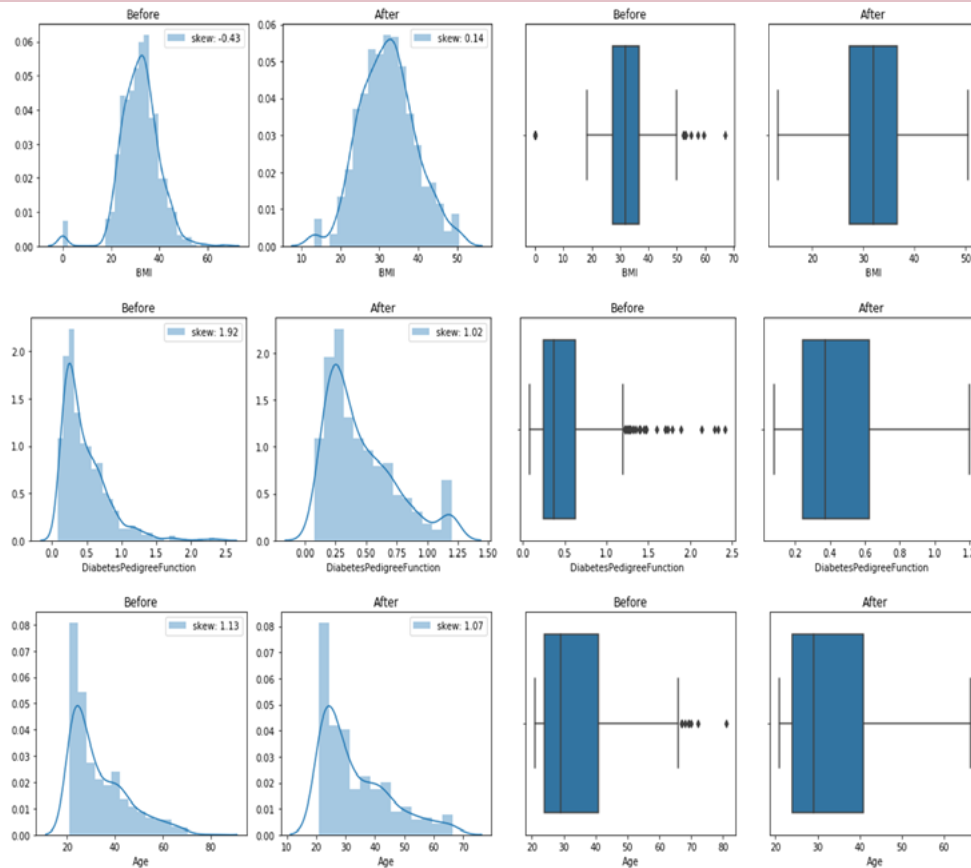 Before After Before After
0.06 skew: -0.43 0.06 skew: 0.14
0.05 0.05
0.04 0.04
0.03 0.03
0.02 0.02
0.01 0.01
0.00 0.00
0 20 40 60 10 20 30 40 50 0 10 20 30 40 50 60 70 20 30 40 50
BMI BMI BMI BMI
Before After Before After
skew: 1.92 skew: 1.02
2.0 2.0
1.5 1.5
1.0 1.0
0.5 0.5
0.0 0.0
0.0 0.5 1.0 1.5 2.0 2.5 0.00 0.25 0.50 0.75 1.00 1.25 1.50 0.5 1.0 1.5 2.0 2.5 0.2 0.4 0.6 0.8 1.0
DiabetesPedigreeFunction DiabetesPedigreeFunction DiabetesPedigreeFunction DiabetesPedigreeFunction
Before After Before After
0.08 skew: 1.13 0.08 skew: 1.07
0.07 0.07
0.06 0.06
0.05 0.05
0.04 0.04
0.03 0.03
0.02 0.02
0.01 0.01
0.00 0.00
20 40 60 80 10 20 30 40 50 60 70 20 30 40 50 60 70 80 20 30 40 50 60
Age Age Age Age